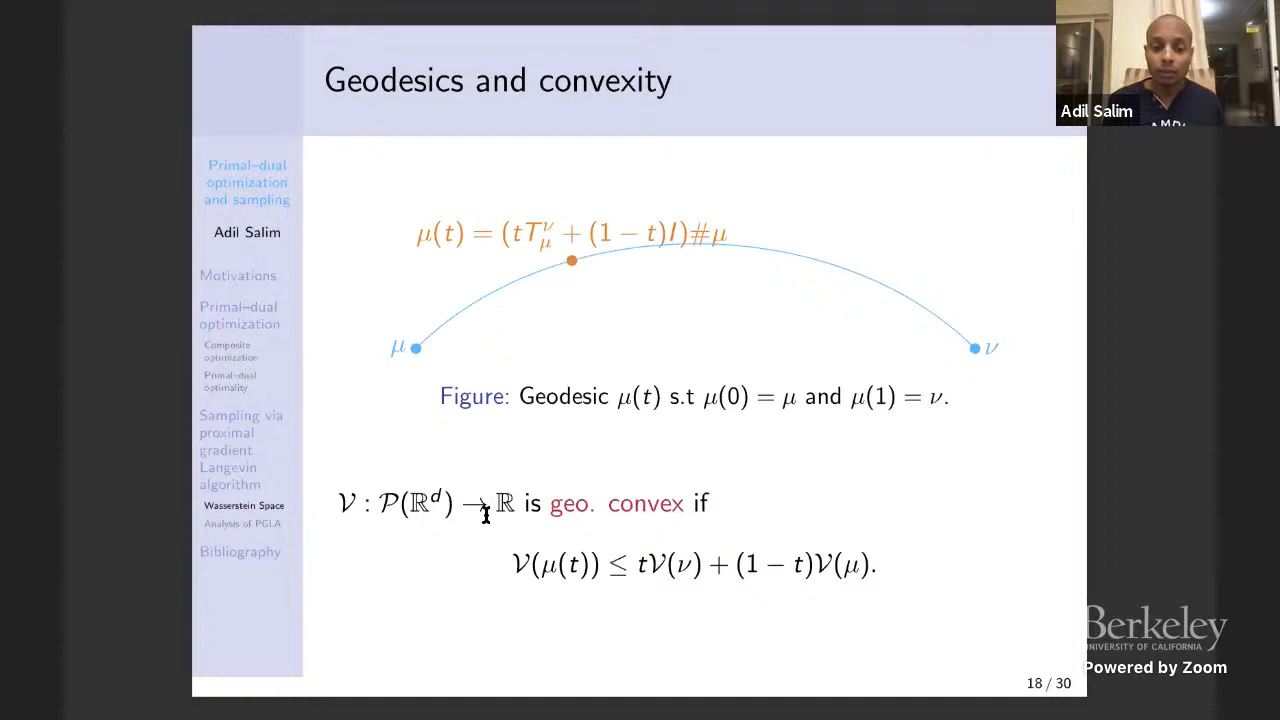 Geodesics and convexity
Adil Salim
Primal–dual
optimization
and sampling
Adil Salim
Motivations
Primal–dual
optimization
Composite
optimization
Primal–dual
optimality
Sampling via
proximal
gradient
Langevin
algorithm
Wasserstein Space
Analysis of PGLA
Bibliography
μ(t) = (tT_μ^ν + (1 − t)I)#μ
μ
ν
Figure: Geodesic μ(t) s.t μ(0) = μ and μ(1) = ν.
𝒱 : 𝒫(ℝ^d) → ℝ is geo. convex if
𝒱(μ(t)) ≤ t𝒱(ν) + (1 − t)𝒱(μ).
Berkeley
UNIVERSITY OF CALIFORNIA
Powered by Zoom
18 / 30